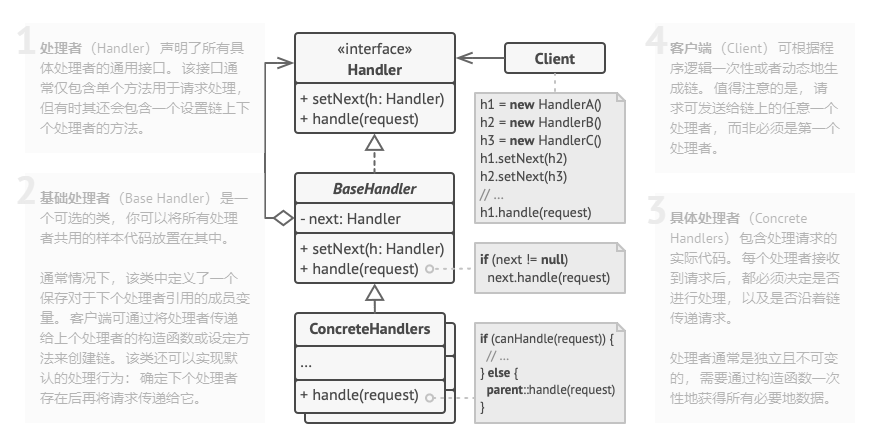 1 处理者（Handler） 声明了所有具
体处理者的通用接口。 该接口通
常仅包含单个方法用于请求处理，
但有时其还会包含一个设置链上下
个处理者的方法。
2 基础处理者（Base Handler） 是一
个可选的类， 你可以将所有处理
者共用的样本代码放置在其中。
通常情况下， 该类中定义了一个
保存对于下个处理者引用的成员变
量。 客户端可通过将处理者传递
给上个处理者的构造函数或设定方
法来创建链。 该类还可以实现默
认的处理行为： 确定下个处理者
存在后再将请求传递给它。
«interface»
Handler
+ setNext(h: Handler)
+ handle(request)
BaseHandler
- next: Handler
+ setNext(h: Handler)
+ handle(request)
ConcreteHandlers
...
+ handle(request)
Client
h1 = new HandlerA()
h2 = new HandlerB()
h3 = new HandlerC()
h1.setNext(h2)
h2.setNext(h3)
// ...
h1.handle(request)
if (next != null)
next.handle(request)
if (canHandle(request)) {
// ...
} else {
parent::handle(request)
}
4 客户端（Client） 可根据程
序逻辑一次性或者动态地生
成链。 值得注意的是， 请
求可发送给链上的任意一个
处理者， 而非必须是第一个
处理者。
3 具体处理者（Concrete
Handlers） 包含处理请求的
实际代码。 每个处理者接收
到请求后， 都必须决定是否
进行处理， 以及是否沿着链
传递请求。
处理者通常是独立且不可变
的， 需要通过构造函数一次
性地获得所有必要地数据。